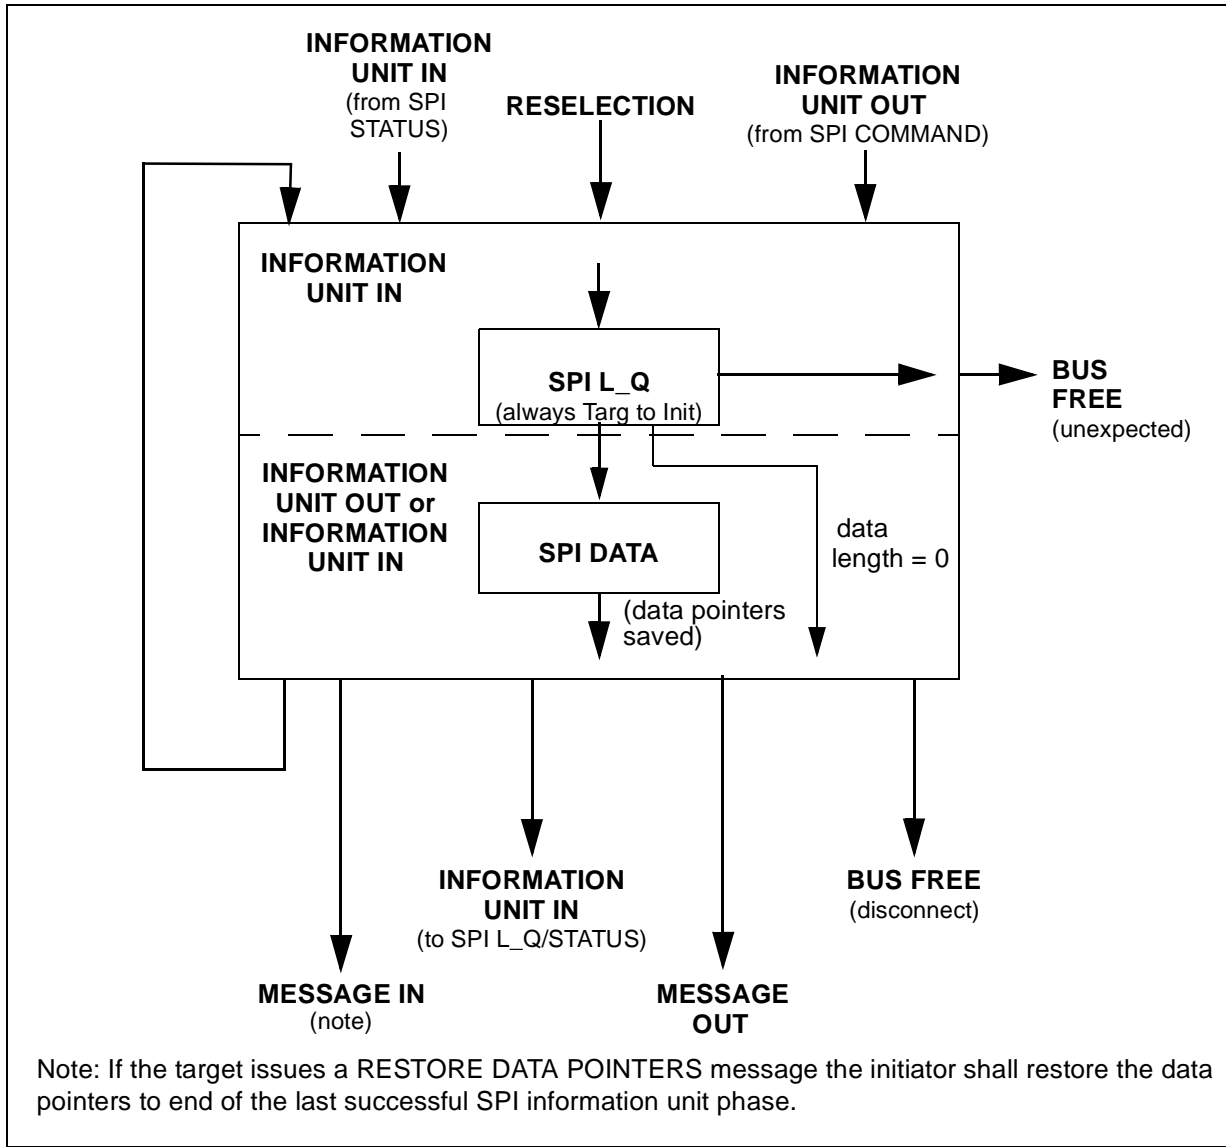 INFORMATION
UNIT IN
(from SPI
STATUS)
RESELECTION
INFORMATION
UNIT OUT
(from SPI COMMAND)
INFORMATION
UNIT IN
SPI L_Q
(always Targ to Init)
BUS
FREE
(unexpected)
INFORMATION
UNIT OUT or
INFORMATION
UNIT IN
SPI DATA
data
length = 0
(data pointers
saved)
INFORMATION
UNIT IN
(to SPI L_Q/STATUS)
BUS FREE
(disconnect)
MESSAGE IN
(note)
MESSAGE
OUT
Note: If the target issues a RESTORE DATA POINTERS message the initiator shall restore the data
pointers to end of the last successful SPI information unit phase.